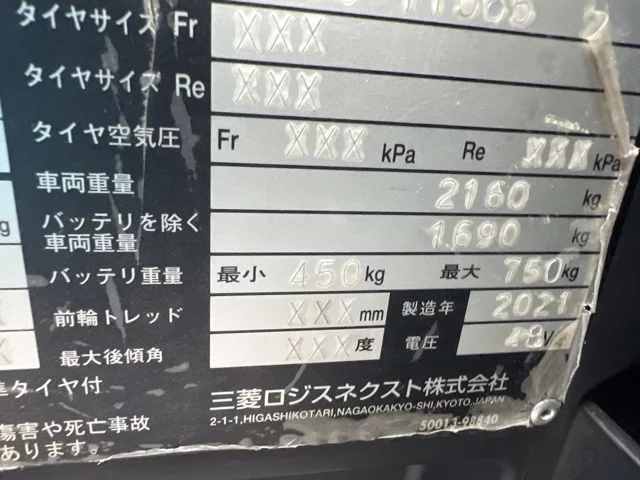 タイヤサイズ Fr XXX
タイヤサイズ Re XXX
タイヤ空気圧 Fr XXX kPa Re XXX kPa
車両重量 2160 kg
バッテリを除く
車両重量 1690 kg
バッテリ重量 最小 450 kg 最大 750 kg
前輪トレッド XXX mm 製造年 2021
最大後傾角 XXX 度 電圧 48 V
タイヤ付
三菱ロジスネクスト株式会社
2-1-1,HIGASHIKOTARI,NAGAOKAKYO-SHI,KYOTO,JAPAN
傷害や死亡事故
あります。
50013-98840